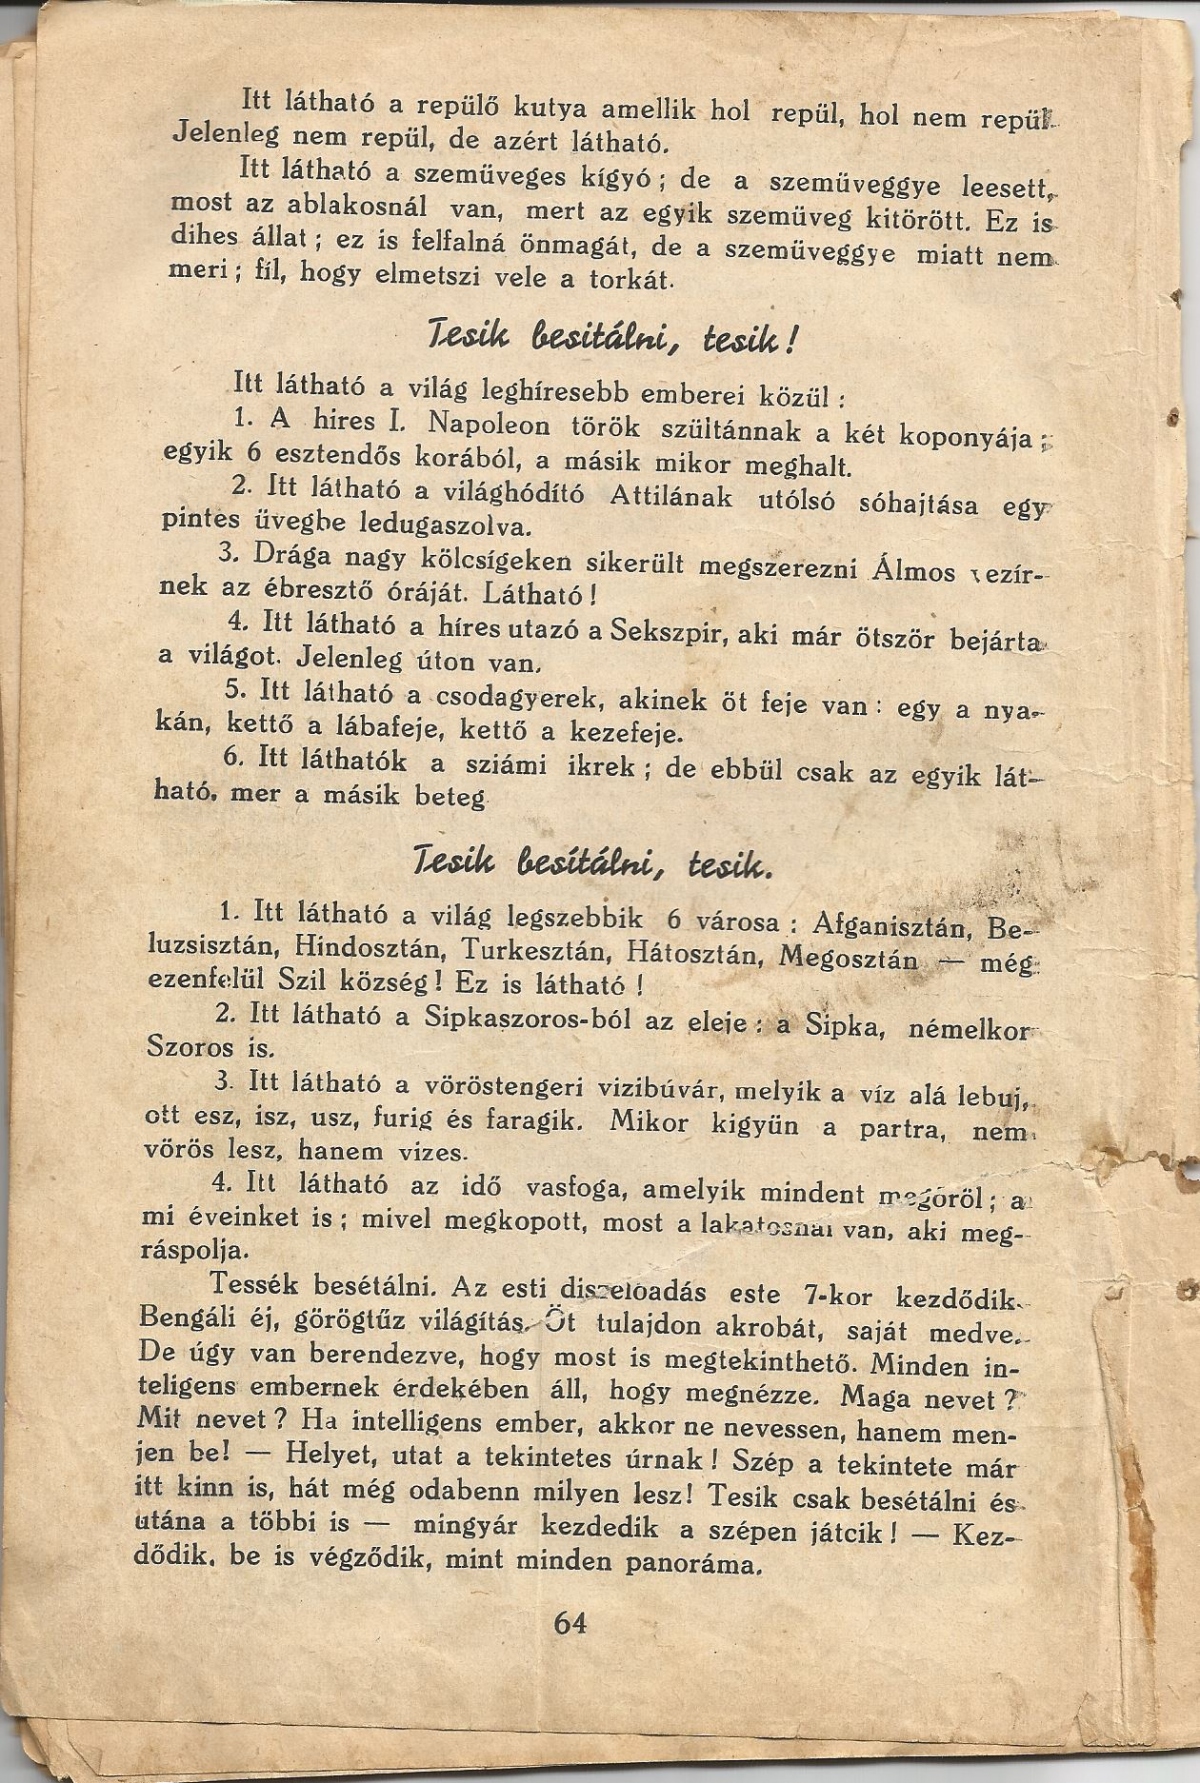 Itt látható a repülő kutya amellik hol repül, hol nem repül.
Jelenleg nem repül, de azért látható.
Itt látható a szemüveges kígyó; de a szemüveggye leesett,
most az ablakosnál van, mert az egyik szemüveg kitörött. Ez is
dihes állat; ez is felfalná önmagát, de a szemüveggye miatt nem
meri; fíl, hogy elmetszi vele a torkát.
Tesik besitálni, tesik!
Itt látható a világ leghíresebb emberei közül:
1. A hires I. Napoleon török szültánnak a két koponyája;
egyik 6 esztendős korából, a másik mikor meghalt.
2. Itt látható a világhódító Attilának utólsó sóhajtása egy
pintes üvegbe ledugaszolva.
3. Drága nagy kölcsígeken sikerült megszerezni Álmos vezír-
nek az ébresztő óráját. Látható!
4. Itt látható a híres utazó a Sekszpir, aki már ötször bejárta
a világot. Jelenleg úton van.
5. Itt látható a csodagyerek, akinek öt feje van: egy a nya-
kán, kettő a lábafeje, kettő a kezefeje.
6. Itt láthatók a sziámi ikrek; de ebbül csak az egyik lát-
ható, mer a másik beteg
Tesik besítálni, tesik.
1. Itt látható a világ legszebbik 6 városa: Afganisztán, Be-
luzsisztán, Hindosztán, Turkesztán, Hátosztán, Megosztán — még
ezenfelül Szil község! Ez is látható!
2. Itt látható a Sipkaszoros-ból az eleje: a Sipka, némelkor
Szoros is.
3. Itt látható a vöröstengeri vizibúvár, melyik a víz alá lebuj,
ott esz, isz, usz, furig és faragik. Mikor kigyün a partra, nem
vörös lesz, hanem vizes.
4. Itt látható az idő vasfoga, amelyik mindent megőröl; a
mi éveinket is; mivel megkopott, most a lakatosnál van, aki meg-
ráspolja.
Tessék besétálni. Az esti diszelőadás este 7-kor kezdődik.
Bengáli éj, görögtűz világítás. Öt tulajdon akrobát, saját medve.
De úgy van berendezve, hogy most is megtekinthető. Minden in-
teligens embernek érdekében áll, hogy megnézze. Maga nevet?
Mit nevet? Ha intelligens ember, akkor ne nevessen, hanem men-
jen be! — Helyet, utat a tekintetes úrnak! Szép a tekintete már
itt kinn is, hát még odabenn milyen lesz! Tesik csak besétálni és
utána a többi is — mingyár kezdedik a szépen játcik! — Kez-
dődik, be is végződik, mint minden panoráma.
64